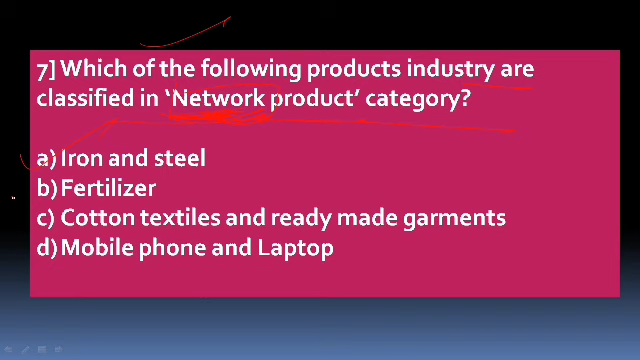 7] Which of the following products industry are
classified in ‘Network product’ category?
a) Iron and steel
b) Fertilizer
c) Cotton textiles and ready made garments
d) Mobile phone and Laptop